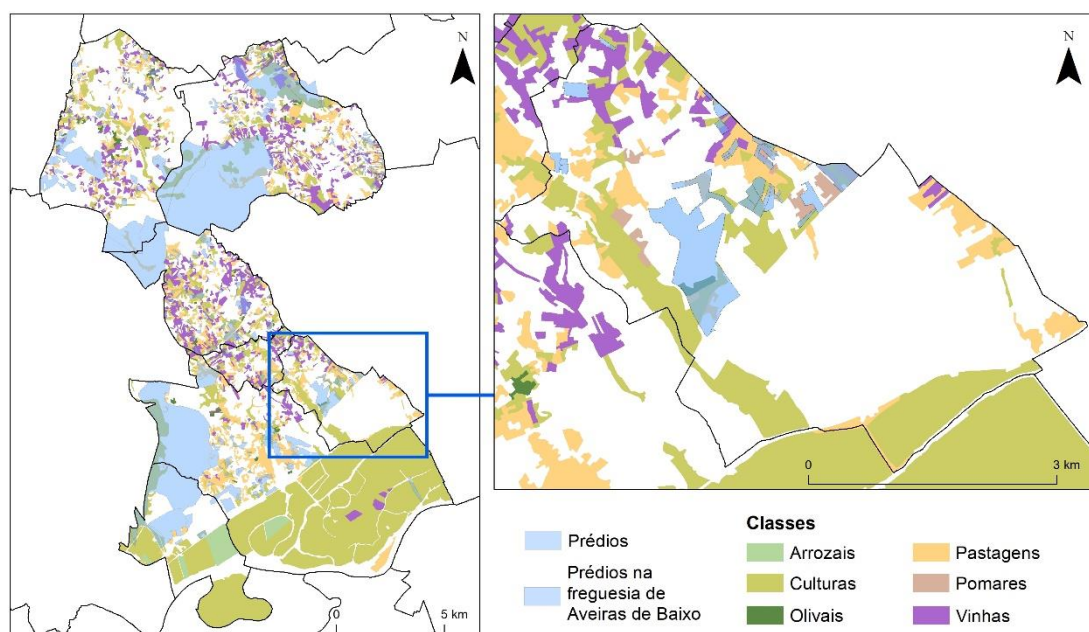 N
0
5 km
N
0
3 km
Prédios
Prédios na
freguesia de
Aveiras de Baixo
Classes
Arrozais
Culturas
Olivais
Pastagens
Pomares
Vinhas